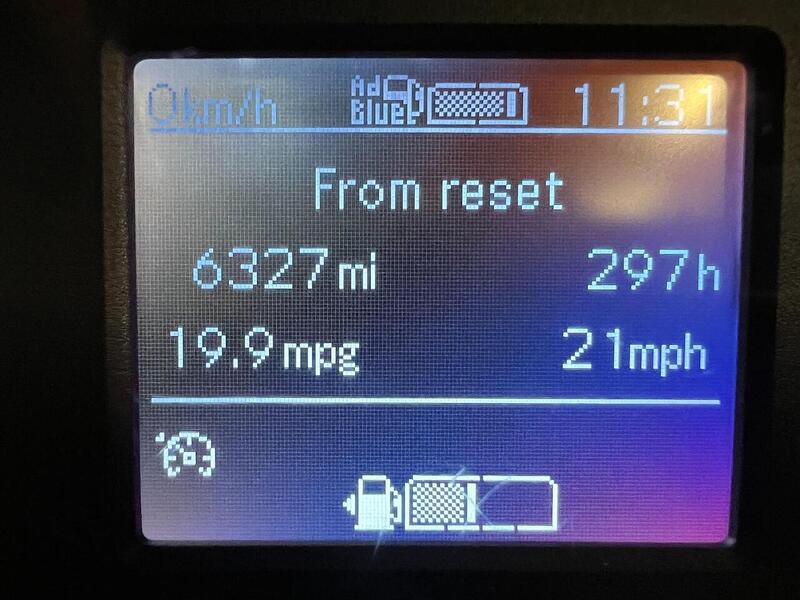 0km/h Ad Blue 11:31
From reset
6327mi 297h
19.9mpg 21mph